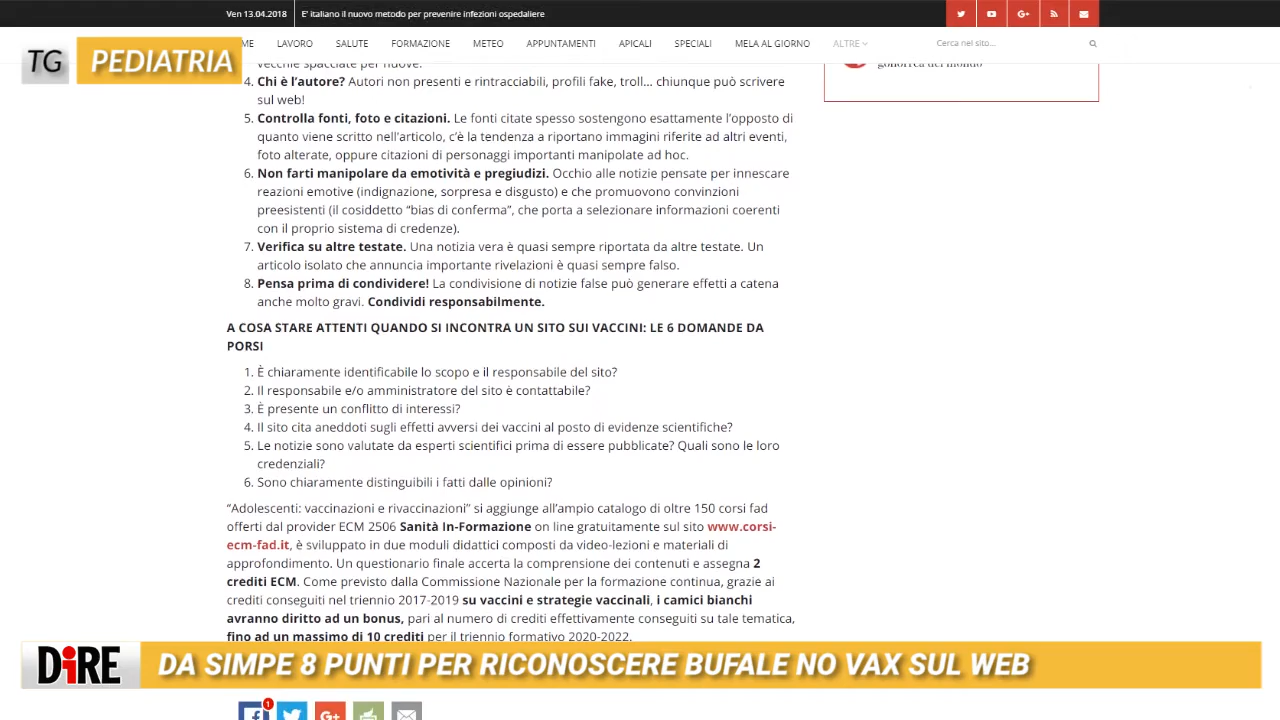 Ven 13.04.2018
E' italiano il nuovo metodo per prevenire infezioni ospedaliere
TG PEDIATRIA
ME LAVORO SALUTE FORMAZIONE METEO APPUNTAMENTI APICALI SPECIALI MELA AL GIORNO ALTRE
Cerca nel sito...
vecchie spacciate per nuove.
gonorrea del mondo
4. Chi è l’autore? Autori non presenti e rintracciabili, profili fake, troll… chiunque può scrivere
sul web!
5. Controlla fonti, foto e citazioni. Le fonti citate spesso sostengono esattamente l’opposto di
quanto viene scritto nell’articolo, c’è la tendenza a riportano immagini riferite ad altri eventi,
foto alterate, oppure citazioni di personaggi importanti manipolate ad hoc.
6. Non farti manipolare da emotività e pregiudizi. Occhio alle notizie pensate per innescare
reazioni emotive (indignazione, sorpresa e disgusto) e che promuovono convinzioni
preesistenti (il cosiddetto “bias di conferma”, che porta a selezionare informazioni coerenti
con il proprio sistema di credenze).
7. Verifica su altre testate. Una notizia vera è quasi sempre riportata da altre testate. Un
articolo isolato che annuncia importante rivelazioni è quasi sempre falso.
8. Pensa prima di condividere! La condivisione di notizie false può generare effetti a catena
anche molto gravi. Condividi responsabilmente.
A COSA STARE ATTENTI QUANDO SI INCONTRA UN SITO SUI VACCINI: LE 6 DOMANDE DA
PORSI
1. È chiaramente identificabile lo scopo e il responsabile del sito?
2. Il responsabile e/o amministratore del sito è contattabile?
3. È presente un conflitto di interessi?
4. Il sito cita aneddoti sugli effetti avversi dei vaccini al posto di evidenze scientifiche?
5. Le notizie sono valutate da esperti scientifici prima di essere pubblicate? Quali sono le loro
credenziali?
6. Sono chiaramente distinguibili i fatti dalle opinioni?
“Adolescenti: vaccinazioni e rivaccinazioni” si aggiunge all’ampio catalogo di oltre 150 corsi fad
offerti dal provider ECM 2506 Sanità In-Formazione on line gratuitamente sul sito www.corsi-
ecm-fad.it, è sviluppato in due moduli didattici composti da video-lezioni e materiali di
approfondimento. Un questionario finale accerta la comprensione dei contenuti e assegna 2
crediti ECM. Come previsto dalla Commissione Nazionale per la formazione continua, grazie ai
crediti conseguiti nel triennio 2017-2019 su vaccini e strategie vaccinali, i camici bianchi
avranno diritto ad un bonus, pari al numero di crediti effettivamente conseguiti su tale tematica,
fino ad un massimo di 10 crediti per il triennio formativo 2020-2022.
DiRE DA SIMPE 8 PUNTI PER RICONOSCERE BUFALE NO VAX SUL WEB
1